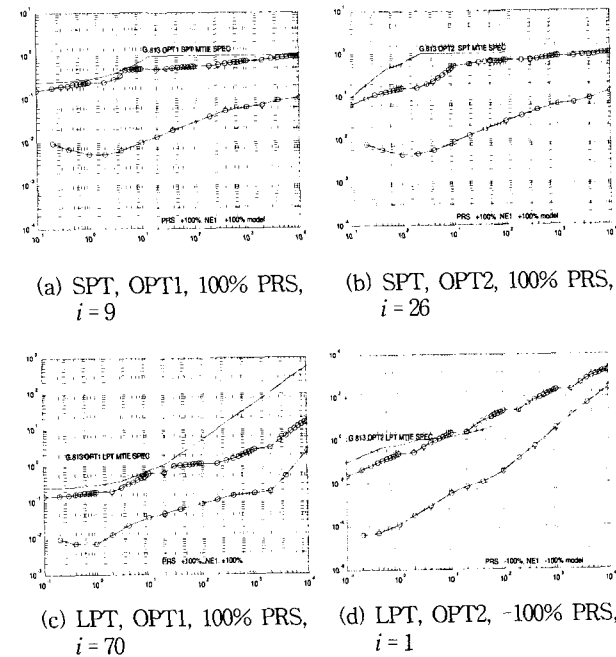 G.813 OPT1 SPT MTIE SPEC
PRS +100%, NE1 +100% model
G.813 OPT2 SPT MTIE SPEC
PRS +100%, NE1 +100% model
(a) SPT, OPT1, 100% PRS,
i = 9
(b) SPT, OPT2, 100% PRS,
i = 26
G.813 OPT1 LPT MTIE SPEC
PRS +100%, NE1 +100%
G.813 OPT2 LPT MTIE SPEC
PRS -100%, NE1 -100% model
(c) LPT, OPT1, 100% PRS,
i = 70
(d) LPT, OPT2, -100% PRS,
i = 1